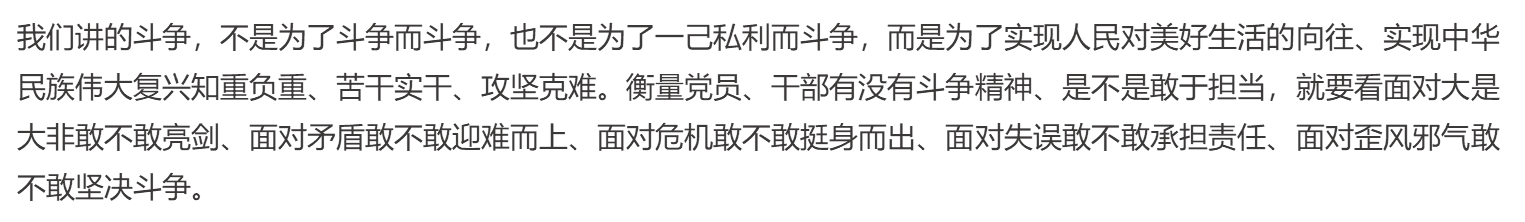 我们讲的斗争，不是为了斗争而斗争，也不是为了一己私利而斗争，而是为了实现人民对美好生活的向往、实现中华
民族伟大复兴知重负重、苦干实干、攻坚克难。衡量党员、干部有没有斗争精神、是不是敢于担当，就要看面对大是
大非敢不敢亮剑、面对矛盾敢不敢迎难而上、面对危机敢不敢挺身而出、面对失误敢不敢承担责任、面对歪风邪气敢
不敢坚决斗争。